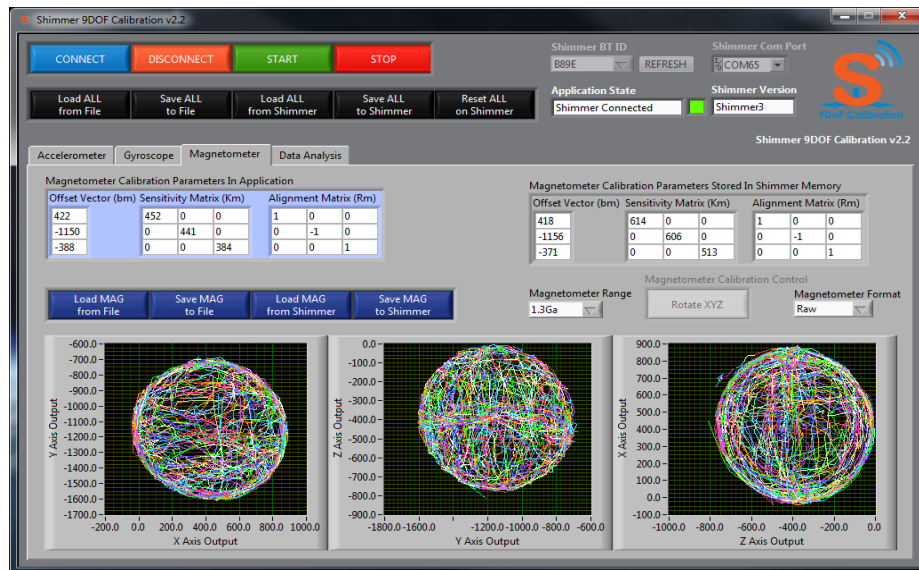 Shimmer 9DOF Calibration v2.2
CONNECT DISCONNECT START STOP
Shimmer BT ID Shimmer Com Port
B89E REFRESH COM65
Load ALL from File Save ALL to File Load ALL from Shimmer Save ALL to Shimmer Reset ALL on Shimmer
Application State Shimmer Version
Shimmer Connected Shimmer3
9DoF Calibration
Shimmer 9DOF Calibration v2.2
Accelerometer Gyroscope Magnetometer Data Analysis
Magnetometer Calibration Parameters In Application
Offset Vector (bm) Sensitivity Matrix (Km) Alignment Matrix (Rm)
422 452 0 0 1 0 0
-1150 0 441 0 0 -1 0
-388 0 0 384 0 0 1
Magnetometer Calibration Parameters Stored In Shimmer Memory
Offset Vector (bm) Sensitivity Matrix (Km) Alignment Matrix (Rm)
418 614 0 0 1 0 0
-1156 0 606 0 0 -1 0
-371 0 0 513 0 0 1
Load MAG from File Save MAG to File Load MAG from Shimmer Save MAG to Shimmer
Magnetometer Calibration Control
Magnetometer Range Rotate XYZ Magnetometer Format
1.3Ga Raw
-600.0
-700.0
-800.0
-900.0
-1000.0
-1100.0
-1200.0
-1300.0
-1400.0
-1500.0
-1600.0
-1700.0
Y Axis Output
-200.0 0.0 200.0 400.0 600.0 800.0 1000.0
X Axis Output
0.0
-100.0
-200.0
-300.0
-400.0
-500.0
-600.0
-700.0
-800.0
-900.0
Z Axis Output
-1800.0 -1600.0 -1200.0 -1000.0 -800.0 -600.0
Y Axis Output
900.0
800.0
700.0
600.0
500.0
400.0
300.0
200.0
100.0
0.0
-100.0
X Axis Output
-1000.0 -800.0 -600.0 -400.0 -200.0 0.0
Z Axis Output